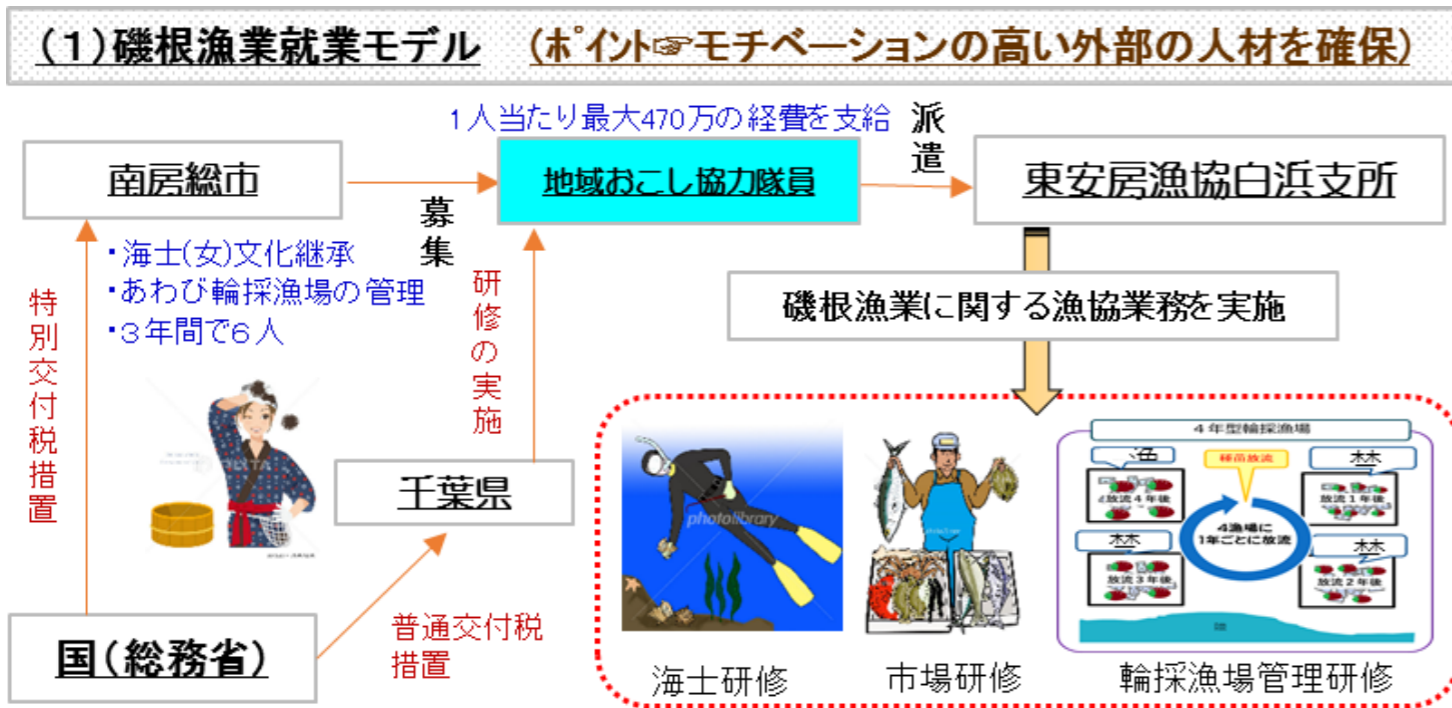 (1)磯根漁業就業モデル (ポイント☞モチベーションの高い外部の人材を確保)
1人当たり最大470万の経費を支給
派遣
南房総市
地域おこし協力隊員
東安房漁協白浜支所
募集
・海士(女)文化継承
・あわび輪採漁場の管理
・3年間で6人
特別交付税措置
研修の実施
磯根漁業に関する漁協業務を実施
千葉県
普通交付税
措置
国(総務省)
photolibrary
4年型輪採漁場
種苗放流
放流4年後
放流1年後
4漁場に
1年ごとに放流
禁
禁
禁
放流3年後
放流2年後
海士研修
市場研修
輪採漁場管理研修